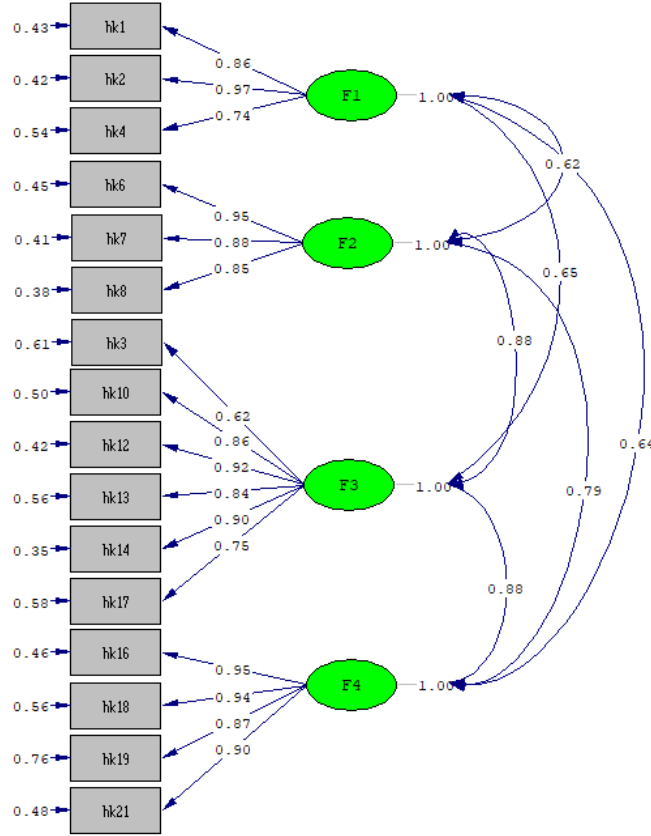 0.43 hk1
0.86
0.42 hk2 0.97 F1 1.00
0.74
0.54 hk4
0.62
0.45 hk6
0.95
0.41 hk7 0.88 F2 1.00
0.85
0.65
0.38 hk8
0.88
0.61 hk3
0.50 hk10
0.62
0.86
0.42 hk12 0.64
0.92
0.56 hk13 0.84 F3 1.00 0.79
0.90
0.35 hk14 0.75
0.58 hk17 0.88
0.46 hk16
0.95
0.56 hk18 0.94 F4 1.00
0.87
0.76 hk19 0.90
0.48 hk21